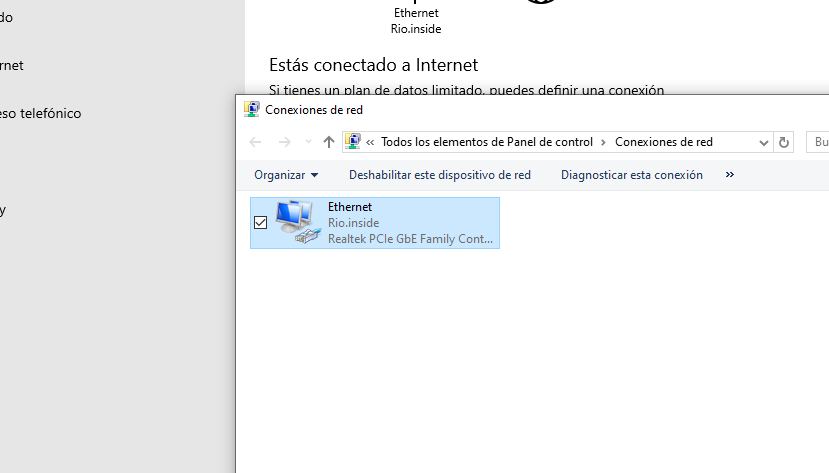 do
rnet
eso telefónico
y
Ethernet
Rio.inside
Estás conectado a Internet
Si tienes un plan de datos limitado, puedes definir una conexión
Conexiones de red
« Todos los elementos de Panel de control > Conexiones de red
Bu
Organizar Deshabilitar este dispositivo de red Diagnosticar esta conexión »
Ethernet
Rio.inside
Realtek PCIe GbE Family Cont...